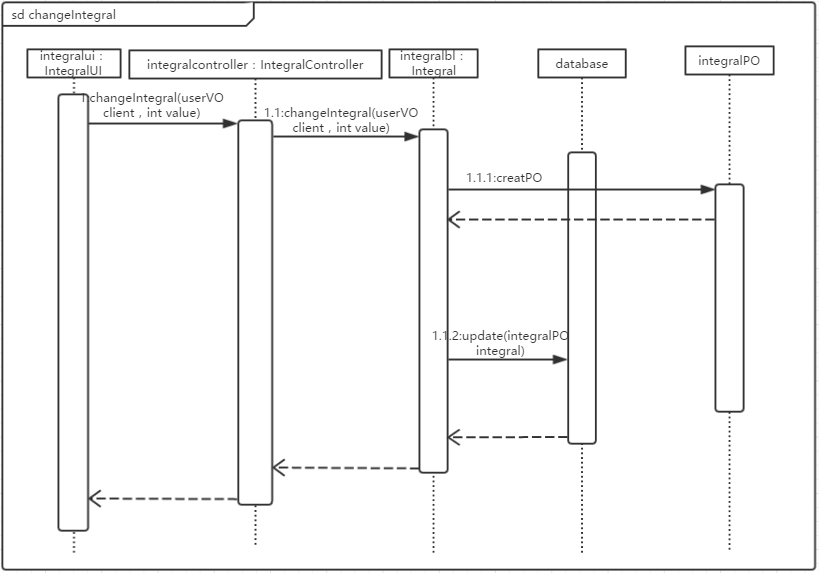 sd changeIntegral
integralui :
IntegralUI
integralcontroller : IntegralController
integralbl :
Integral
database
integralPO
1:changeIntegral(userVO
client , int value)
1.1:changeIntegral(userVO
client , int value)
1.1.1:creatPO
1.1.2:update(integralPO
integral)